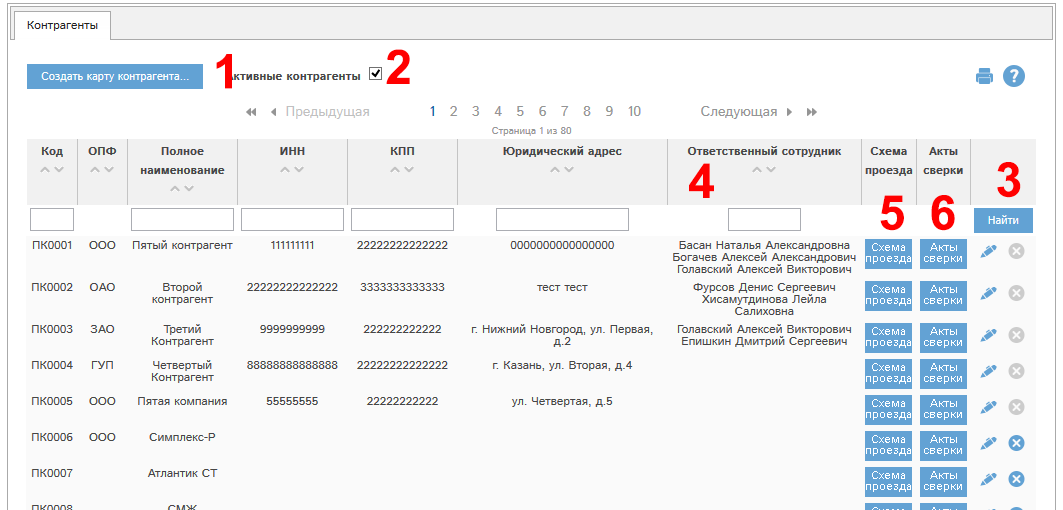 Контрагенты
Создать карту контрагента...
1
Активные контрагенты
2
?
Предыдущая 1 2 3 4 5 6 7 8 9 10 Следующая
Страница 1 из 80
Код ОПФ Полное наименование ИНН КПП Юридический адрес Ответственный сотрудник Схема проезда Акты сверки
4 5 6 3
Найти
ПК0001 ООО Пятый контрагент 111111111 22222222222222 0000000000000000 Басан Наталья Александровна
Богачев Алексей Александрович
Голавский Алексей Викторович
Схема проезда Акты сверки
ПК0002 ОАО Второй контрагент 22222222222222 3333333333333 тест тест Фурсов Денис Сергеевич
Хисамутдинова Лейла
Салиховна
Схема проезда Акты сверки
ПК0003 ЗАО Третий Контрагент 9999999999 222222222222 г. Нижний Новгород, ул. Первая, д.2 Голавский Алексей Викторович
Епишкин Дмитрий Сергеевич
Схема проезда Акты сверки
ПК0004 ГУП Четвертый Контрагент 88888888888888 22222222222222 г. Казань, ул. Вторая, д.4
Схема проезда Акты сверки
ПК0005 ООО Пятая компания 55555555 22222222222 ул. Четвертая, д.5
Схема проезда Акты сверки
ПК0006 ООО Симплекс-Р
Схема проезда Акты сверки
ПК0007 Атлантик СТ
Схема проезда Акты сверки
ПК0008 СМЖ
Схема Акты